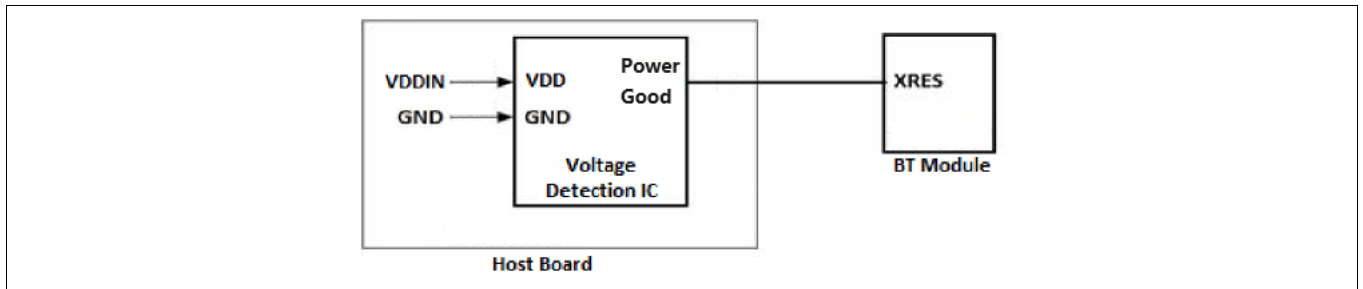 VDDIN
GND
VDD
GND
Power
Good
Voltage
Detection IC
Host Board
XRES
BT Module